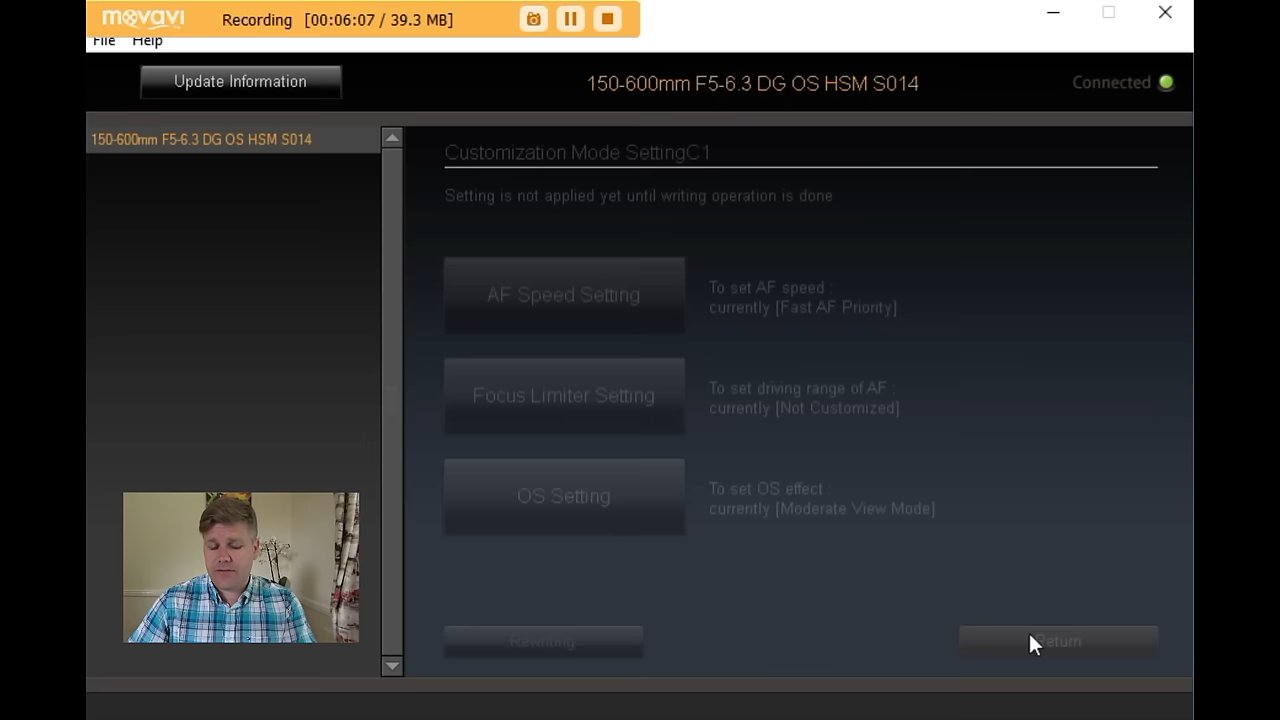 movavi
Recording [00:06:07 / 39.3 MB]
File Help
Update Information
150-600mm F5-6.3 DG OS HSM S014
Connected
150-600mm F5-6.3 DG OS HSM S014
Customization Mode SettingC1
Setting is not applied yet until writing operation is done
AF Speed Setting
To set AF speed
currently [Fast AF Priority]
Focus Limiter Setting
To set driving range of AF
currently [Not Customized]
OS Setting
To set OS effect
currently [Moderate View Mode]
Rewriting
Return